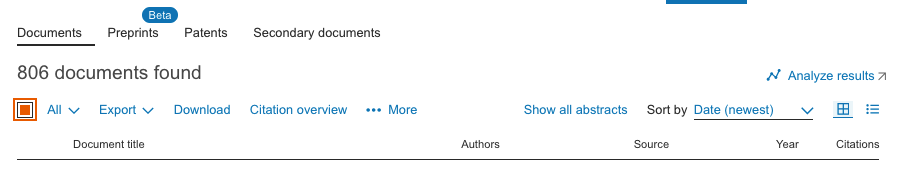 Beta
Documents Preprints Patents Secondary documents
806 documents found
Analyze results
All Export Download Citation overview More Show all abstracts Sort by Date (newest)
Document title Authors Source Year Citations